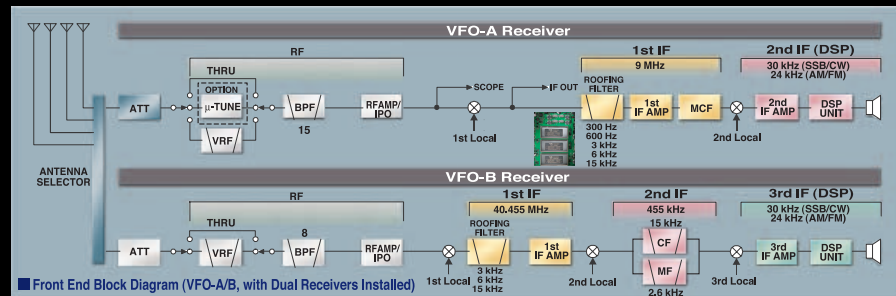 VFO-A Receiver
RF
1st IF
9 MHz
2nd IF (DSP)
30 kHz (SSB/CW)
24 kHz (AM/FM)
THRU
OPTION
μ-TUNE
VRF
ATT
BPF
15
RFAMP/
IPO
SCOPE
IF OUT
1st Local
ROOFING
FILTER
300 Hz
600 Hz
3 kHz
6 kHz
15 kHz
1st
IF AMP
MCF
2nd Local
2nd
IF AMP
DSP
UNIT
ANTENNA
SELECTOR
VFO-B Receiver
RF
1st IF
40.455 MHz
2nd IF
455 kHz
3rd IF (DSP)
30 kHz (SSB/CW)
24 kHz (AM/FM)
THRU
ATT
VRF
8
BPF
RFAMP/
IPO
1st Local
ROOFING
FILTER
3 kHz
6 kHz
15 kHz
1st
IF AMP
2nd Local
15 kHz
CF
MF
2.6 kHz
3rd Local
3rd
IF AMP
DSP
UNIT
Front End Block Diagram (VFO-A/B, with Dual Receivers Installed)